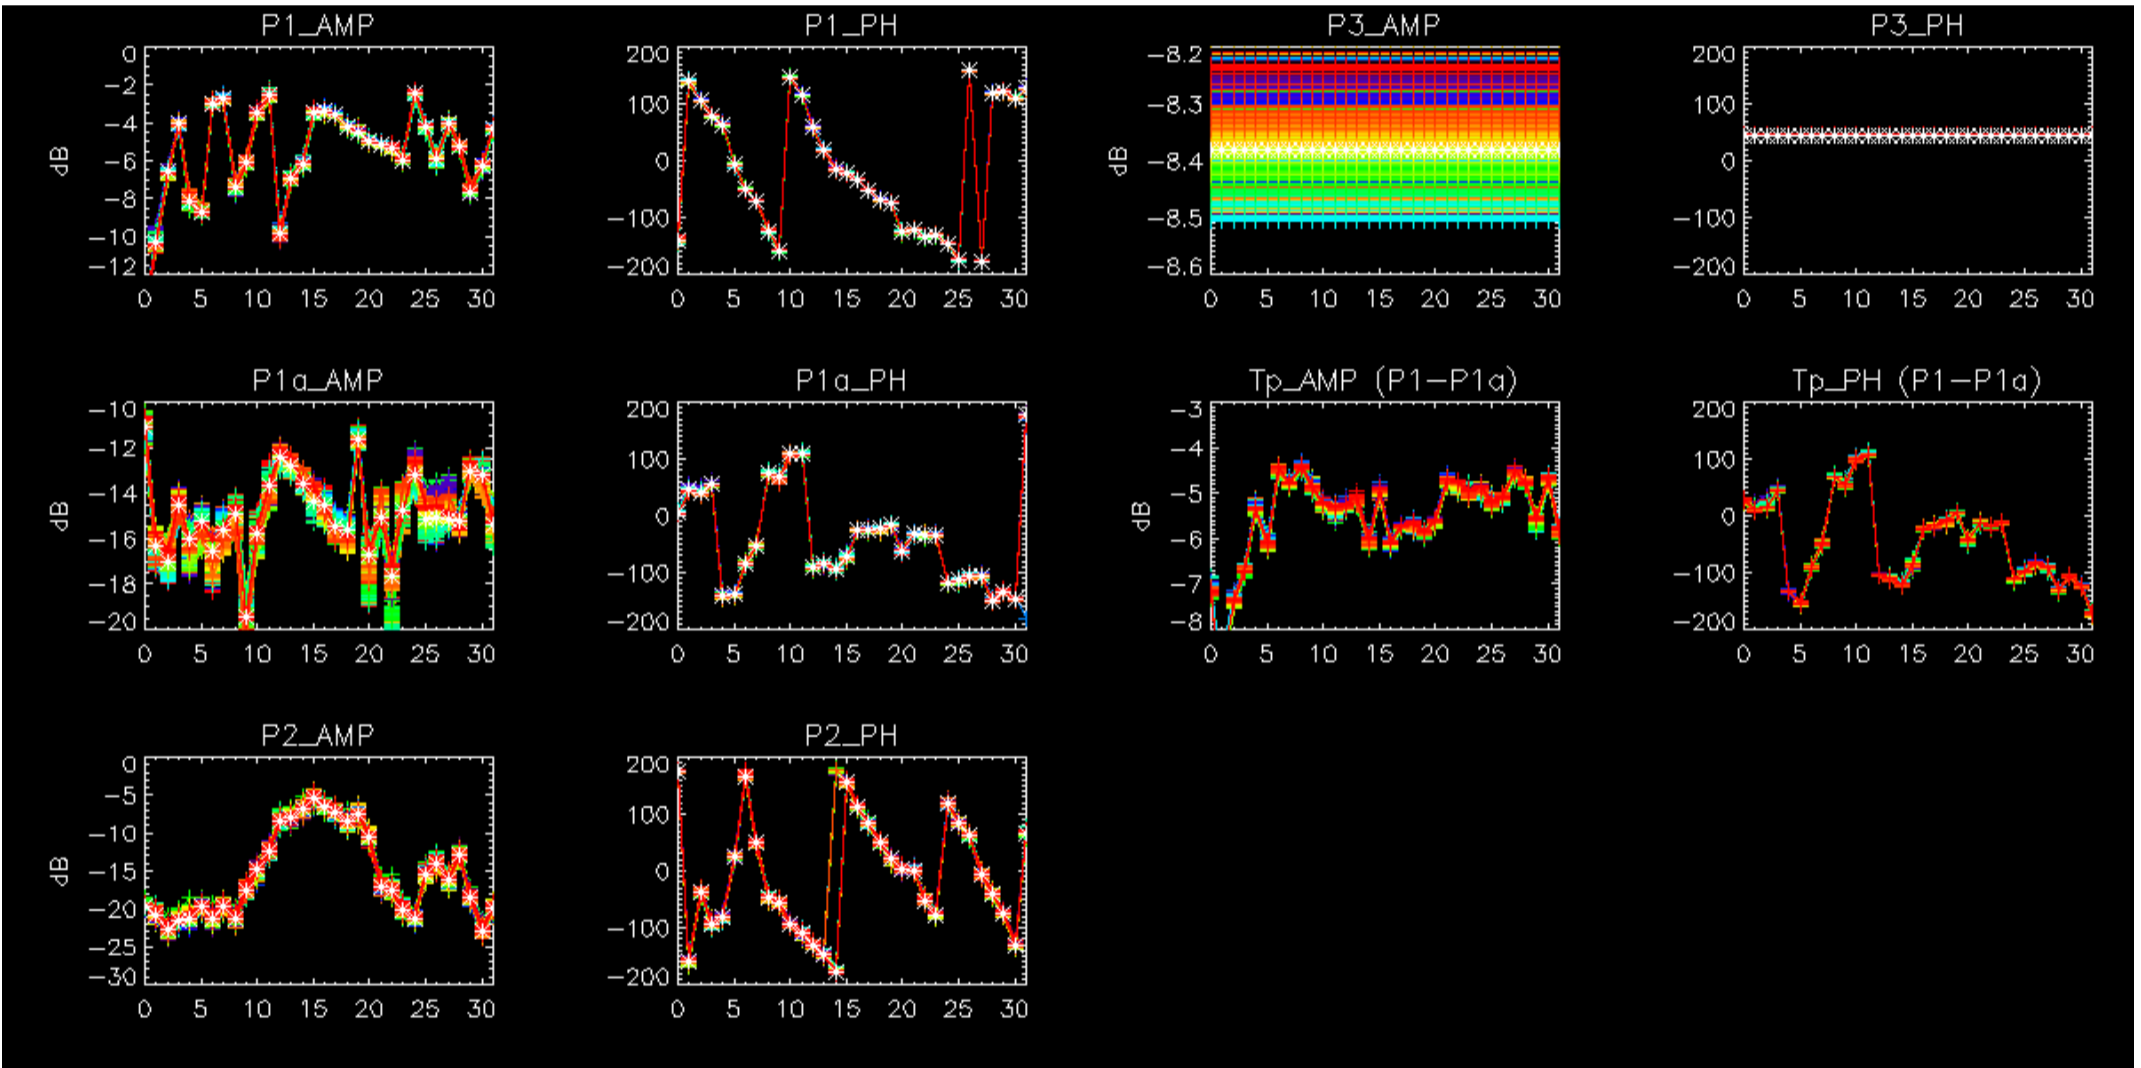 P1_AMP
0
-2
-4
-6
-8
-10
-12
dB
0 5 10 15 20 25 30
P1_PH
200
100
0
-100
-200
0 5 10 15 20 25 30
P3_AMP
-8.2
-8.3
-8.4
-8.5
-8.6
dB
0 5 10 15 20 25 30
P3_PH
200
100
0
-100
-200
0 5 10 15 20 25 30
P1a_AMP
-10
-12
-14
-16
-18
-20
dB
0 5 10 15 20 25 30
P1a_PH
200
100
0
-100
-200
0 5 10 15 20 25 30
Tp_AMP (P1-P1a)
-3
-4
-5
-6
-7
-8
dB
0 5 10 15 20 25 30
Tp_PH (P1-P1a)
200
100
0
-100
-200
0 5 10 15 20 25 30
P2_AMP
0
-5
-10
-15
-20
-25
-30
dB
0 5 10 15 20 25 30
P2_PH
200
100
0
-100
-200
0 5 10 15 20 25 30